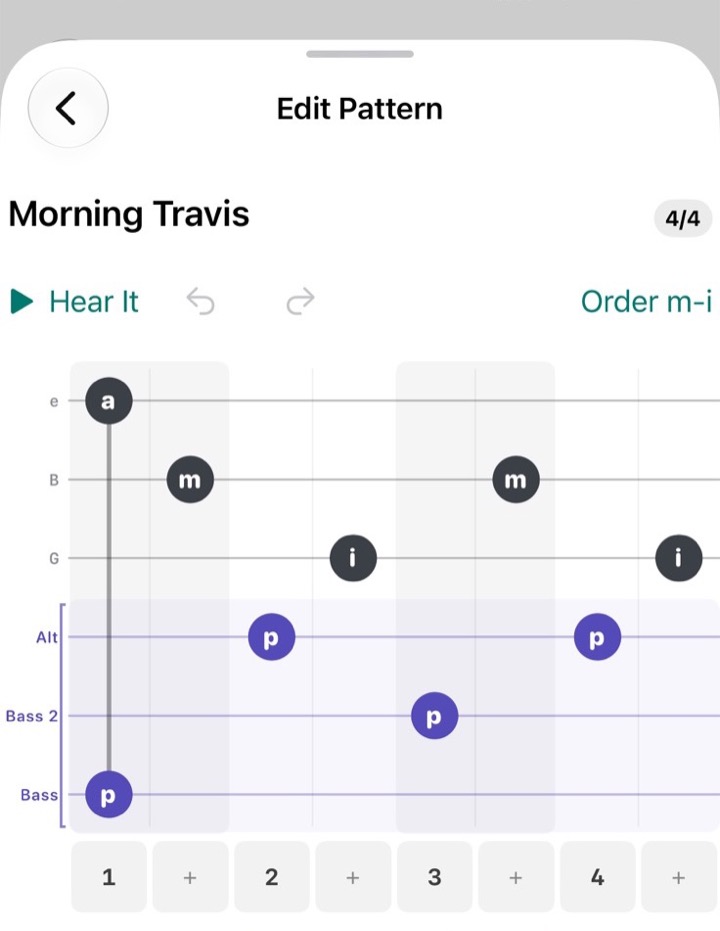 Edit Pattern
Morning Travis 4/4
Hear It Order m-i
e a
B m m
G i i
Alt p p
Bass 2 p
Bass p
1 + 2 + 3 + 4 +